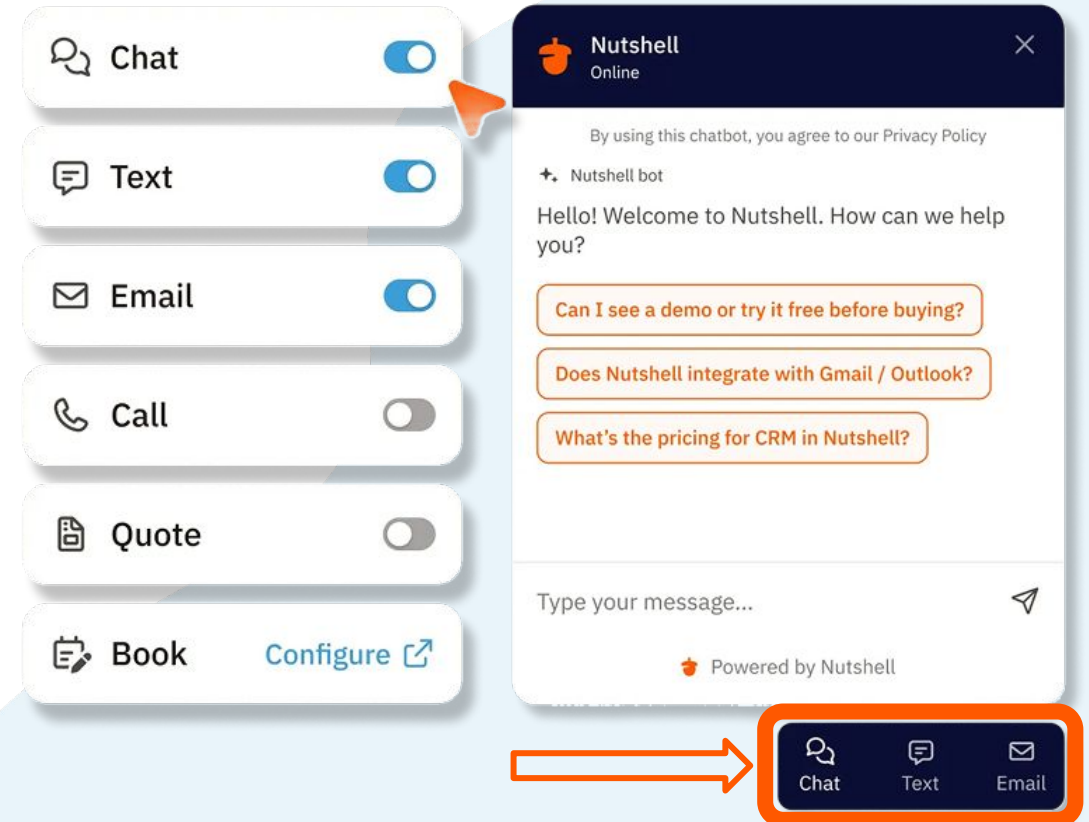 Chat
Text
Email
Call
Quote
Book
Configure
Nutshell
Online
By using this chatbot, you agree to our Privacy Policy
Nutshell bot
Hello! Welcome to Nutshell. How can we help
you?
Can I see a demo or try it free before buying?
Does Nutshell integrate with Gmail / Outlook?
What's the pricing for CRM in Nutshell?
Type your message...
Powered by Nutshell
Chat
Text
Email